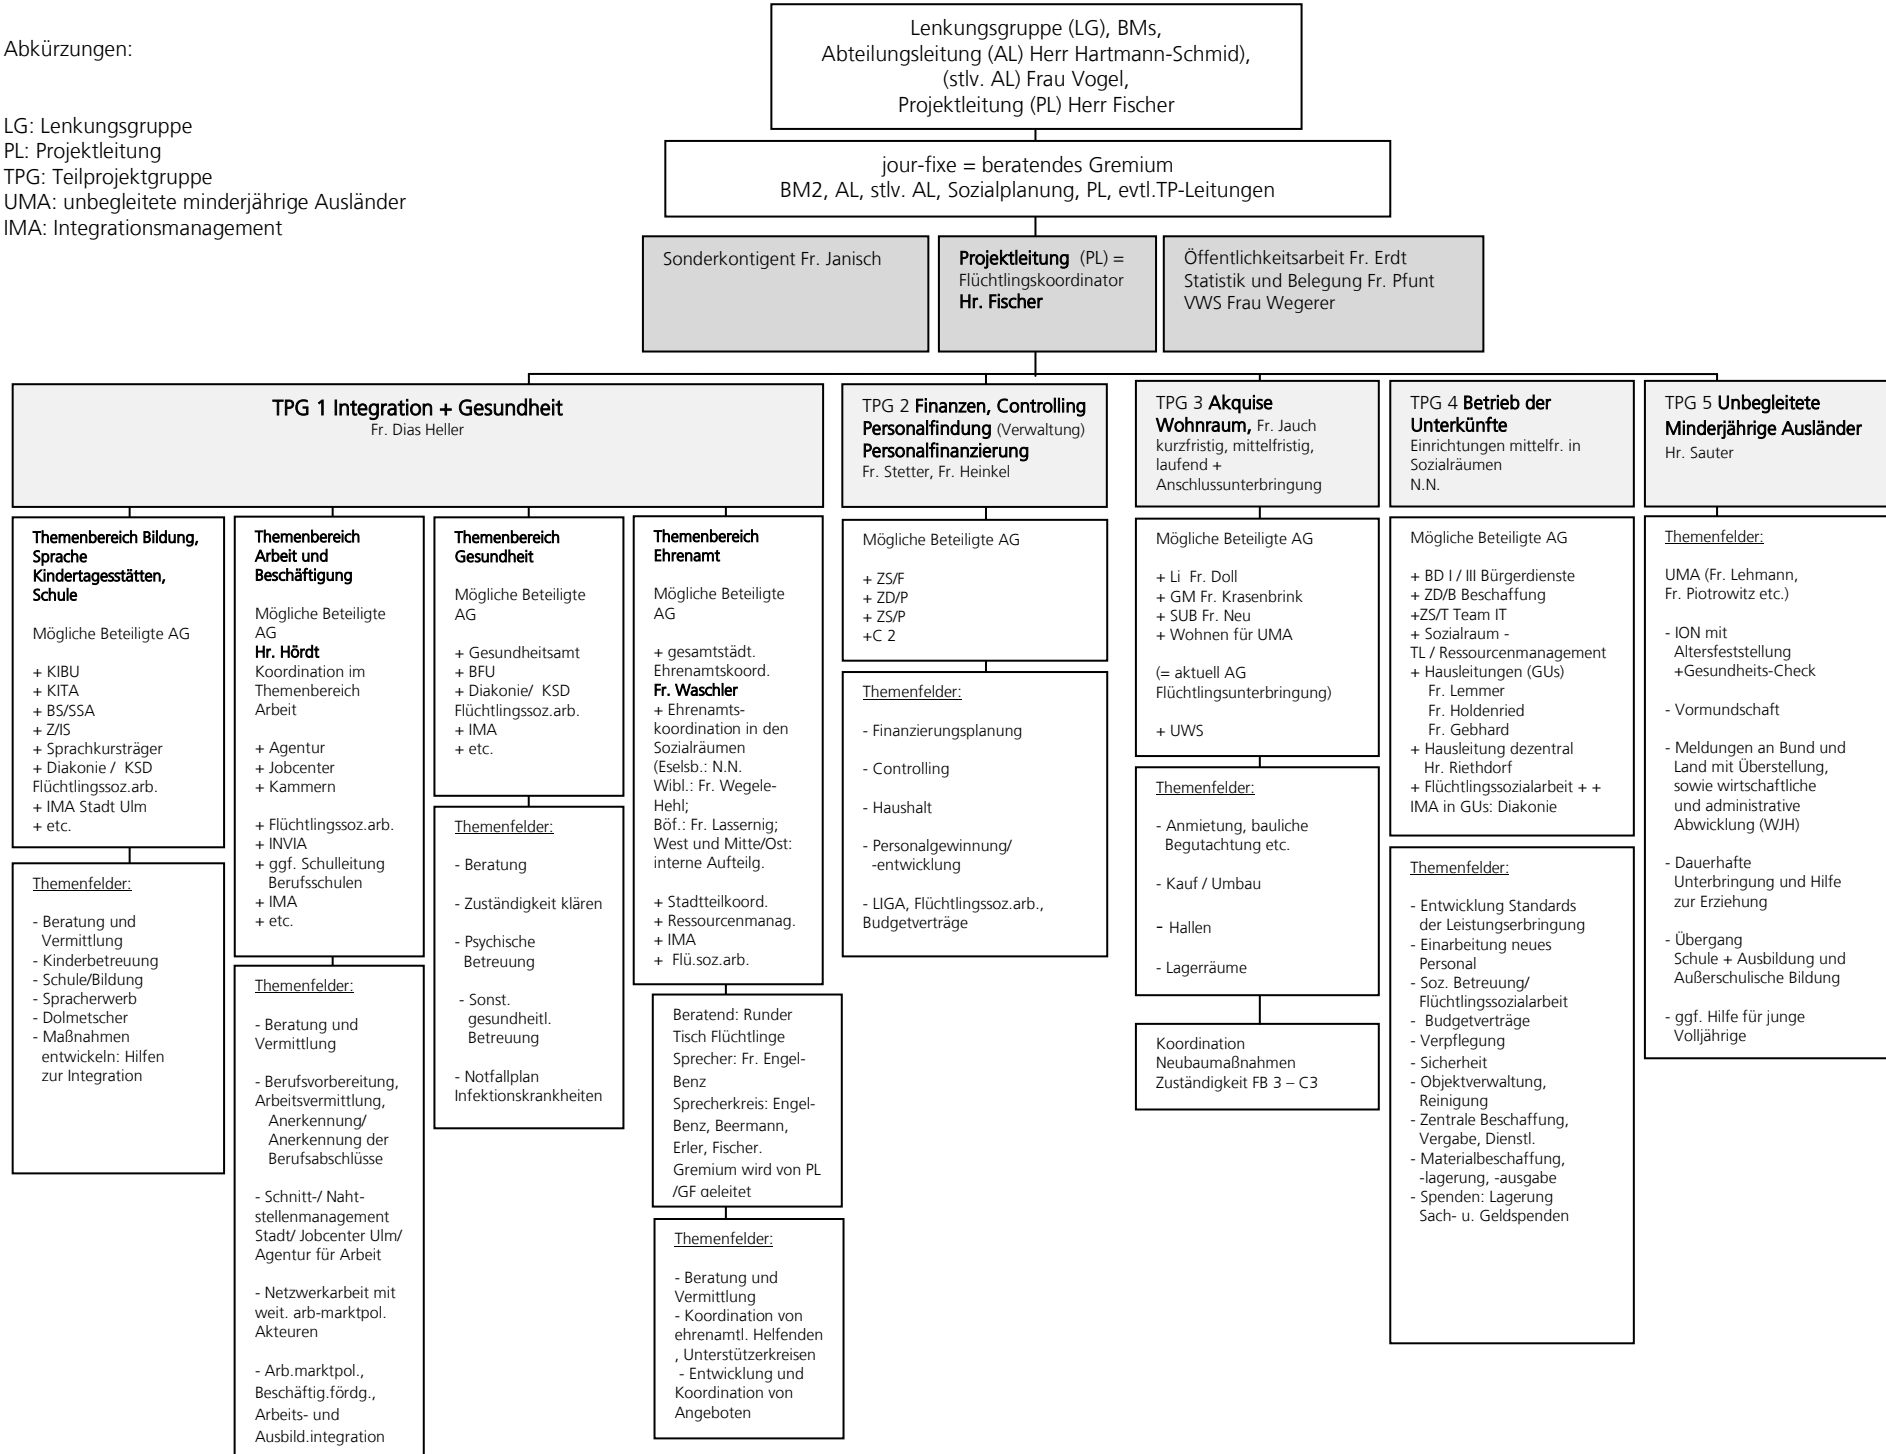 Abkürzungen:
LG: Lenkungsgruppe
PL: Projektleitung
TPG: Teilprojektgruppe
UMA: unbegleitete minderjährige Ausländer
IMA: Integrationsmanagement
Lenkungsgruppe (LG), BMs,
Abteilungsleitung (AL) Herr Hartmann-Schmid),
(stlv. AL) Frau Vogel,
Projektleitung (PL) Herr Fischer
jour-fixe = beratendes Gremium
BM2, AL, stlv. AL, Sozialplanung, PL, evtl.TP-Leitungen
Sonderkontigent Fr. Janisch
Projektleitung (PL) =
Flüchtlingskoordinator
Hr. Fischer
Öffentlichkeitsarbeit Fr. Erdt
Statistik und Belegung Fr. Pfunt
VWS Frau Wegerer
TPG 1 Integration + Gesundheit
Fr. Dias Heller
TPG 2 Finanzen, Controlling
Personalfindung (Verwaltung)
Personalfinanzierung
Fr. Stetter, Fr. Heinkel
TPG 3 Akquise
Wohnraum, Fr. Jauch
kurzfristig, mittelfristig,
laufend +
Anschlussunterbringung
TPG 4 Betrieb der
Unterkünfte
Einrichtungen mittelfr. in
Sozialräumen
N.N.
TPG 5 Unbegleitete
Minderjährige Ausländer
Hr. Sauter
Themenbereich Bildung,
Sprache
Kindertagesstätten,
Schule
Mögliche Beteiligte AG
+ KIBU
+ KITA
+ BS/SSA
+ Z/IS
+ Sprachkursträger
+ Diakonie / KSD
Flüchtlingssoz.arb.
+ IMA Stadt Ulm
+ etc.
Themenfelder:
- Beratung und
Vermittlung
- Kinderbetreuung
- Schule/Bildung
- Spracherwerb
- Dolmetscher
- Maßnahmen
entwickeln: Hilfen
zur Integration
Themenbereich
Arbeit und
Beschäftigung
Mögliche Beteiligte
AG
Hr. Hördt
Koordination im
Themenbereich
Arbeit
+ Agentur
+ Jobcenter
+ Kammern
+ Flüchtlingssoz.arb.
+ INVIA
+ ggf. Schulleitung
Berufsschulen
+ IMA
+ etc.
Themenfelder:
- Beratung und
Vermittlung
- Berufsvorbereitung,
Arbeitsvermittlung,
Anerkennung/
Anerkennung der
Berufsabschlüsse
- Schnitt-/ Naht-
stellenmanagement
Stadt/ Jobcenter Ulm/
Agentur für Arbeit
- Netzwerkarbeit mit
weit. arb-marktpol.
Akteuren
- Arb.marktpol.,
Beschäftig.fördg.,
Arbeits- und
Ausbild.integration
Themenbereich
Gesundheit
Mögliche Beteiligte
AG
+ Gesundheitsamt
+ BFU
+ Diakonie/ KSD
Flüchtlingssoz.arb.
+ IMA
+ etc.
Themenfelder:
- Beratung
- Zuständigkeit klären
- Psychische
Betreuung
- Sonst.
gesundheitl.
Betreuung
- Notfallplan
Infektionskrankheiten
Themenbereich
Ehrenamt
Mögliche Beteiligte
AG
+ gesamtstädt.
Ehrenamtskoord.
Fr. Waschler
+ Ehrenamts-
koordination in den
Sozialräumen
(Eselsb.: N.N.
Wibl.: Fr. Wegele-
Hehl;
Böf.: Fr. Lassernig;
West und Mitte/Ost:
interne Aufteilg.
+ Stadtteilkoord.
+ Ressourcenmanag.
+ IMA
+ Flü.soz.arb.
Beratend: Runder
Tisch Flüchtlinge
Sprecher: Fr. Engel-
Benz
Sprecherkreis: Engel-
Benz, Beermann,
Erler, Fischer.
Gremium wird von PL
/GF geleitet
Themenfelder:
- Beratung und
Vermittlung
- Koordination von
ehrenamtl. Helfenden
, Unterstützerkreisen
- Entwicklung und
Koordination von
Angeboten
Mögliche Beteiligte AG
+ ZS/F
+ ZD/P
+ ZS/P
+C 2
Themenfelder:
- Finanzierungsplanung
- Controlling
- Haushalt
- Personalgewinnung/
-entwicklung
- LIGA, Flüchtlingssoz.arb.,
Budgetverträge
Mögliche Beteiligte AG
+ Li Fr. Doll
+ GM Fr. Krasenbrink
+ SUB Fr. Neu
+ Wohnen für UMA
(= aktuell AG
Flüchtlingsunterbringung)
+ UWS
Themenfelder:
- Anmietung, bauliche
Begutachtung etc.
- Kauf / Umbau
- Hallen
- Lagerräume
Koordination
Neubaumaßnahmen
Zuständigkeit FB 3 – C3
Mögliche Beteiligte AG
+ BD I / III Bürgerdienste
+ ZD/B Beschaffung
+ZS/T Team IT
+ Sozialraum -
TL / Ressourcenmanagement
+ Hausleitungen (GUs)
Fr. Lemmer
Fr. Holdenried
Fr. Gebhard
+ Hausleitung dezentral
Hr. Riethdorf
+ Flüchtlingssozialarbeit + +
IMA in GUs: Diakonie
Themenfelder:
- Entwicklung Standards
der Leistungserbringung
- Einarbeitung neues
Personal
- Soz. Betreuung/
Flüchtlingssozialarbeit
- Budgetverträge
- Verpflegung
- Sicherheit
- Objektverwaltung,
Reinigung
- Zentrale Beschaffung,
Vergabe, Dienstl.
- Materialbeschaffung,
-lagerung, -ausgabe
- Spenden: Lagerung
Sach- u. Geldspenden
Themenfelder:
UMA (Fr. Lehmann,
Fr. Piotrowitz etc.)
- ION mit
Altersfeststellung
+Gesundheits-Check
- Vormundschaft
- Meldungen an Bund und
Land mit Überstellung,
sowie wirtschaftliche
und administrative
Abwicklung (WJH)
- Dauerhafte
Unterbringung und Hilfe
zur Erziehung
- Übergang
Schule + Ausbildung und
Außerschulische Bildung
- ggf. Hilfe für junge
Volljährige